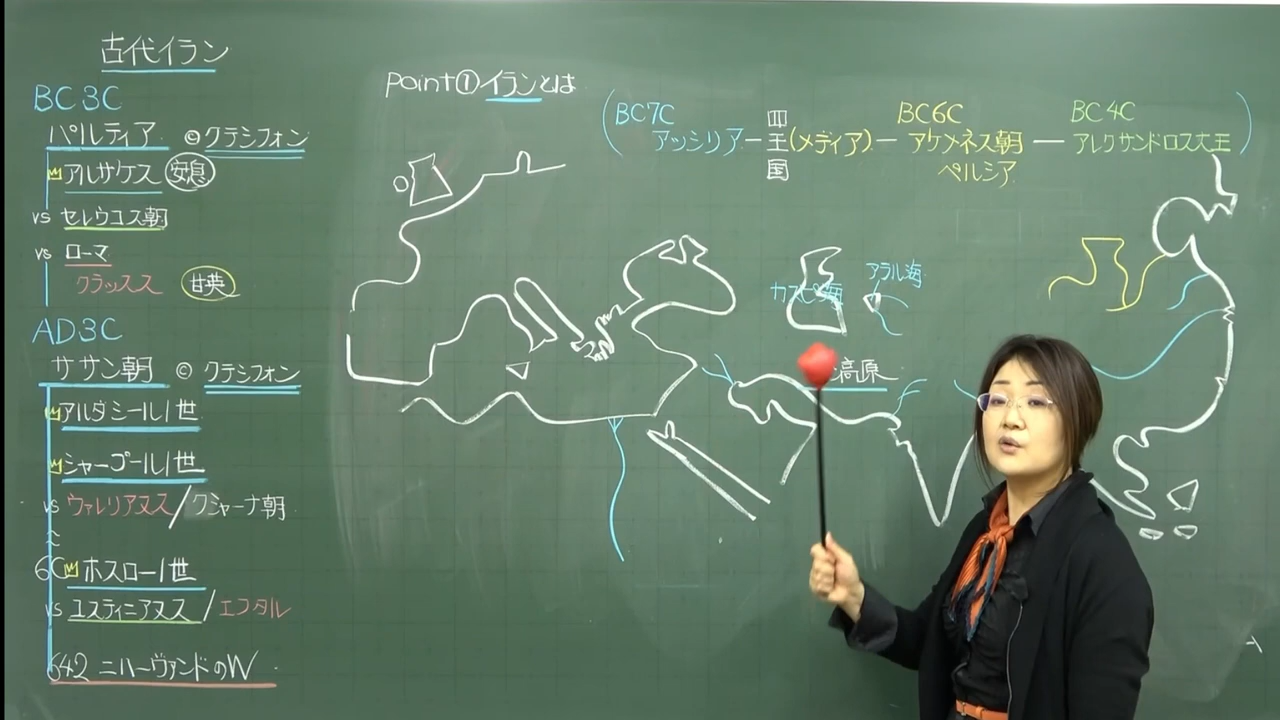 古代イラン
BC3C
パルティア ©クテシフォン
アルサケス 安息
vs セレウコス朝
vs ローマ
クラッスス 甘英
AD3C
ササン朝 © クテシフォン
アルダシール1世
シャープール1世
vs ウァレリアヌス/クシャーナ朝
〜
6C ホスロー1世
vs ユスティニアヌス/エフタル
642 ニハーヴァンドのW
Point①イランとは
(BC7C アッシリア―四王国(メディア)―BC6C アケメネス朝ペルシア―BC4C アレクサンドロス大王)
カスピ海
アラル海
高原